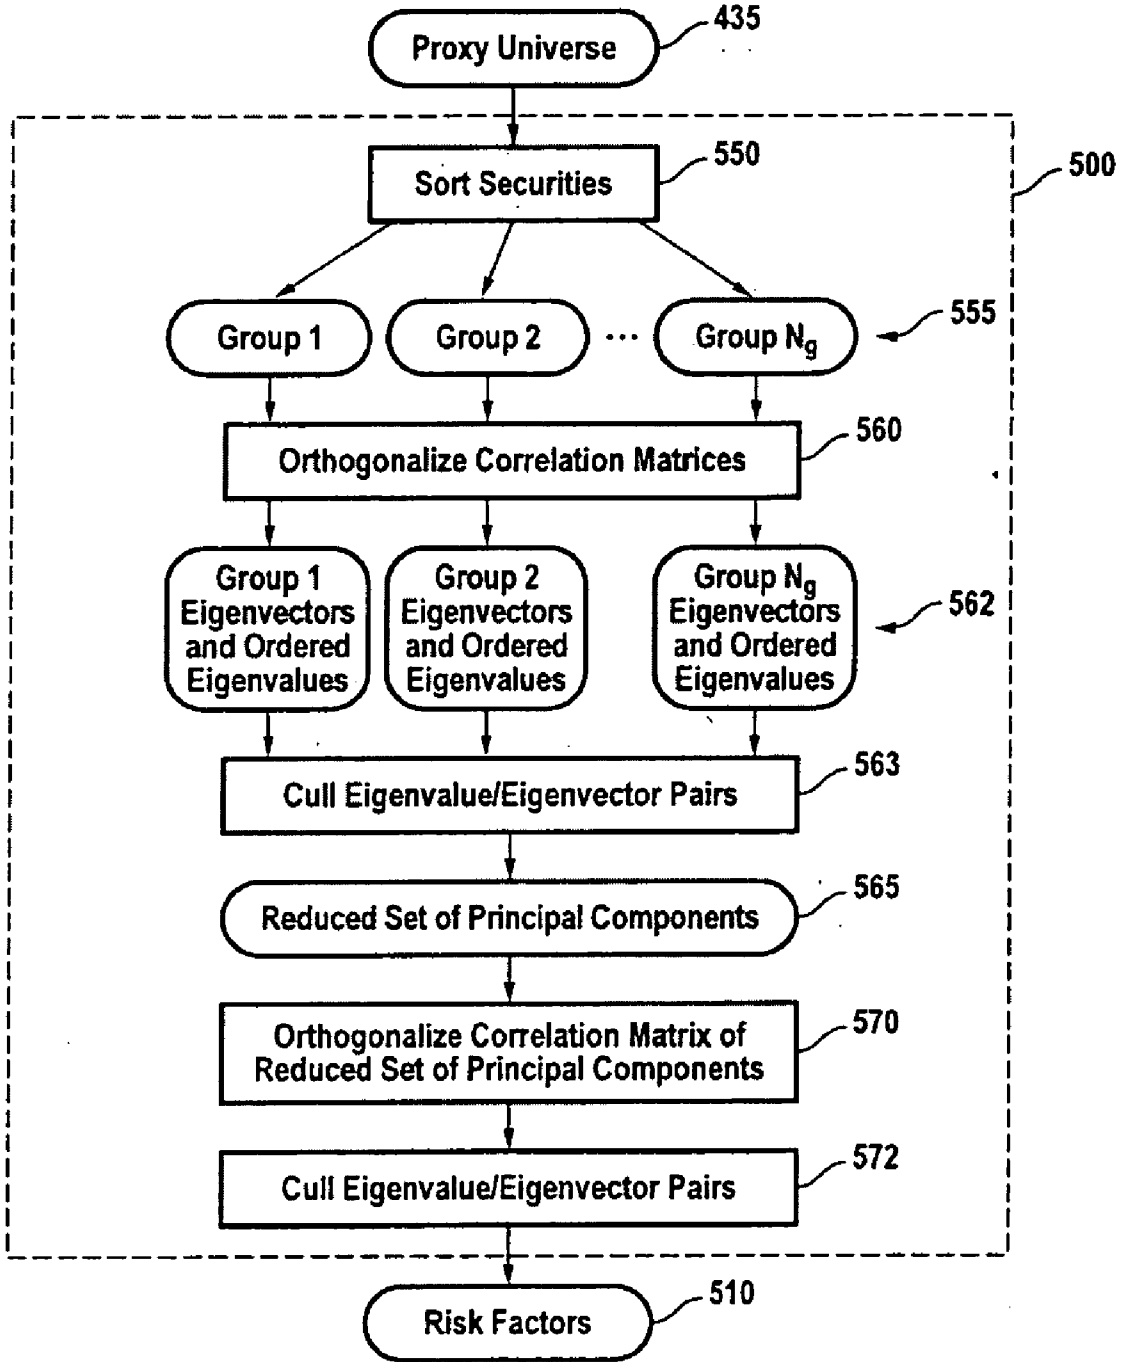 435
Proxy Universe
550
Sort Securities
500
Group 1
Group 2
...
Group Ng
555
560
Orthogonalize Correlation Matrices
Group 1
Eigenvectors
and Ordered
Eigenvalues
Group 2
Eigenvectors
and Ordered
Eigenvalues
Group Ng
Eigenvectors
and Ordered
Eigenvalues
562
563
Cull Eigenvalue/Eigenvector Pairs
565
Reduced Set of Principal Components
570
Orthogonalize Correlation Matrix of
Reduced Set of Principal Components
572
Cull Eigenvalue/Eigenvector Pairs
510
Risk Factors